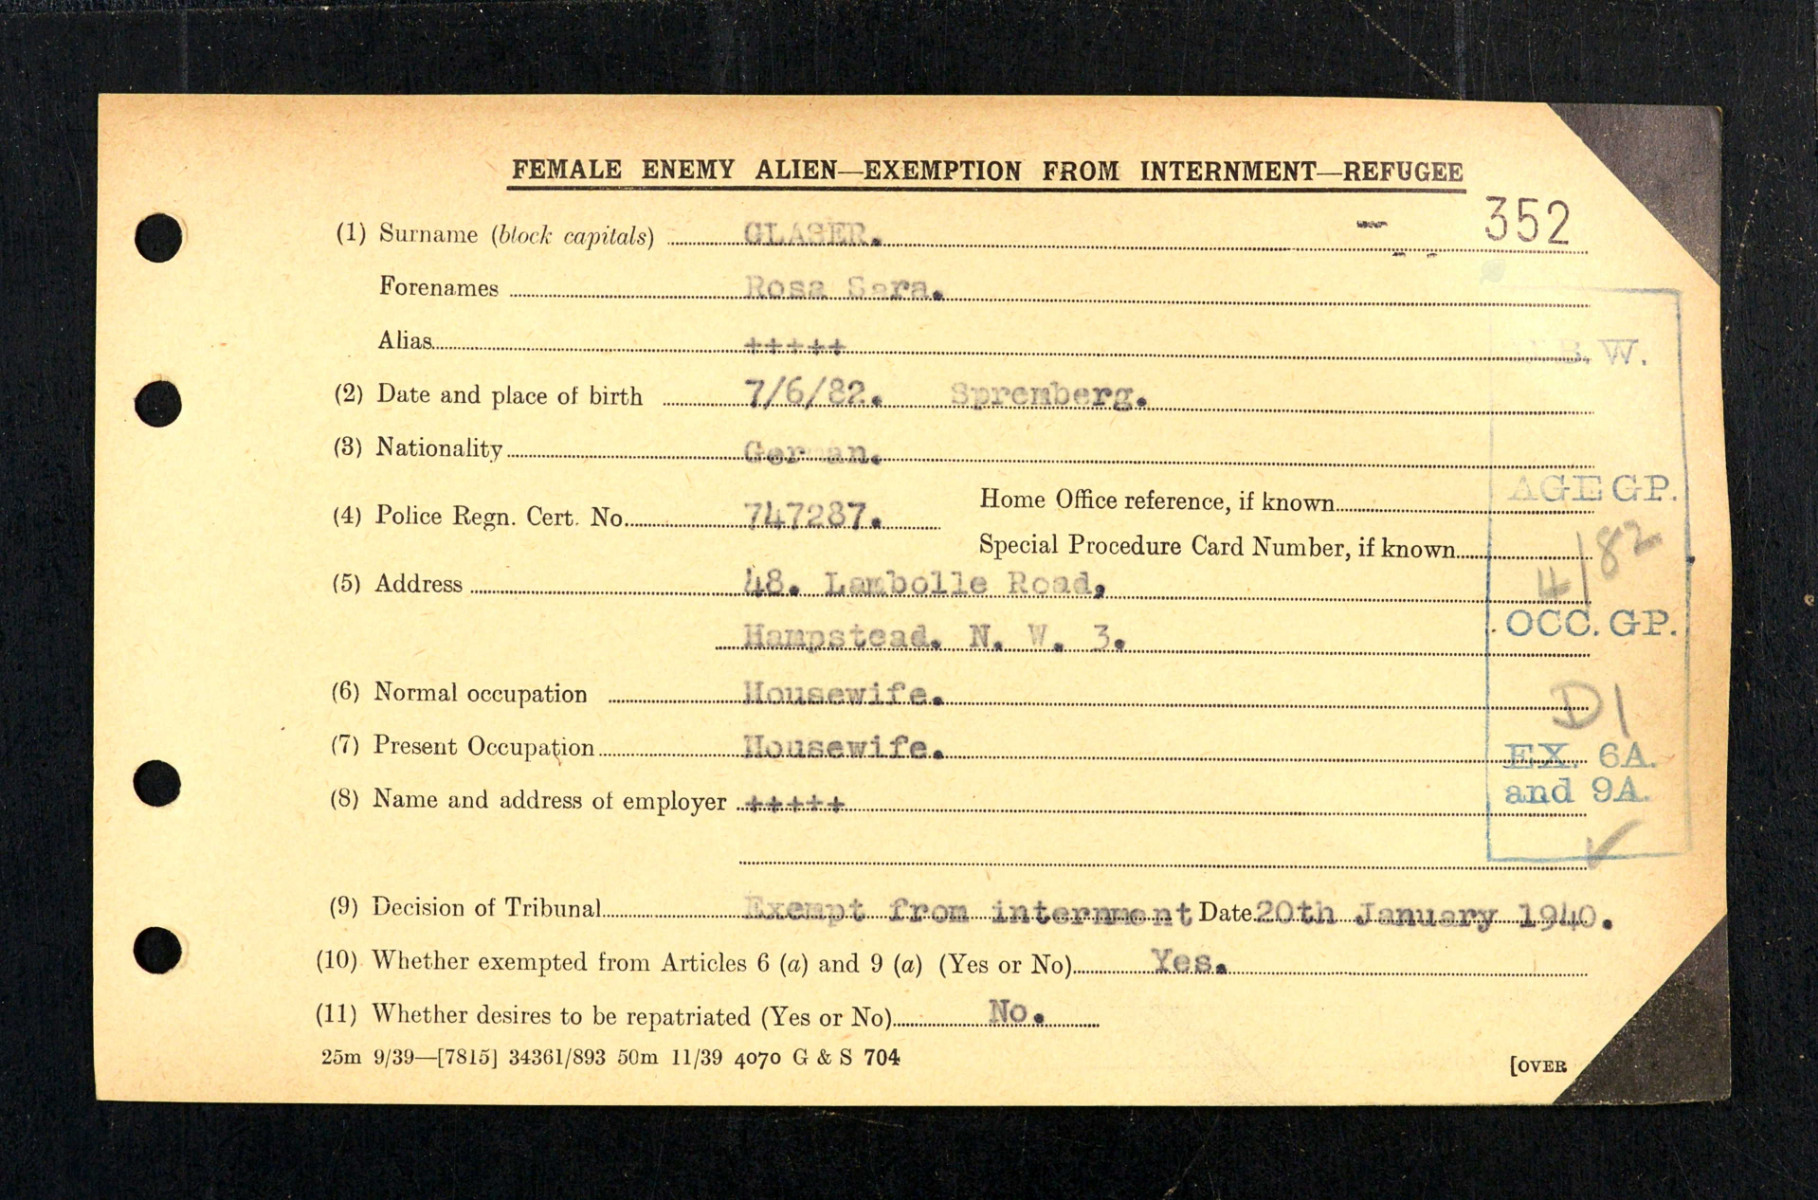 FEMALE ENEMY ALIEN—EXEMPTION FROM INTERNMENT—REFUGEE
352
(1) Surname (block capitals) GLASER.
Forenames Rosa Sara.
Alias +++++
W.
(2) Date and place of birth 7/6/82. Spremberg.
(3) Nationality German.
AGE GP.
4/82
(4) Police Regn. Cert. No. 747287. Home Office reference, if known
Special Procedure Card Number, if known
(5) Address 48. Lambolle Road,
Hampstead. N. W. 3.
OCC. GP.
D1
(6) Normal occupation Housewife.
(7) Present Occupation Housewife.
EX. 6A.
and 9A.
(8) Name and address of employer +++++
✓
(9) Decision of Tribunal Exempt from internment Date 20th January 1940.
(10) Whether exempted from Articles 6 (a) and 9 (a) (Yes or No) Yes.
(11) Whether desires to be repatriated (Yes or No) No.
25m 9/39—[7815] 34361/893 50m 11/39 4070 G & S 704
[OVER